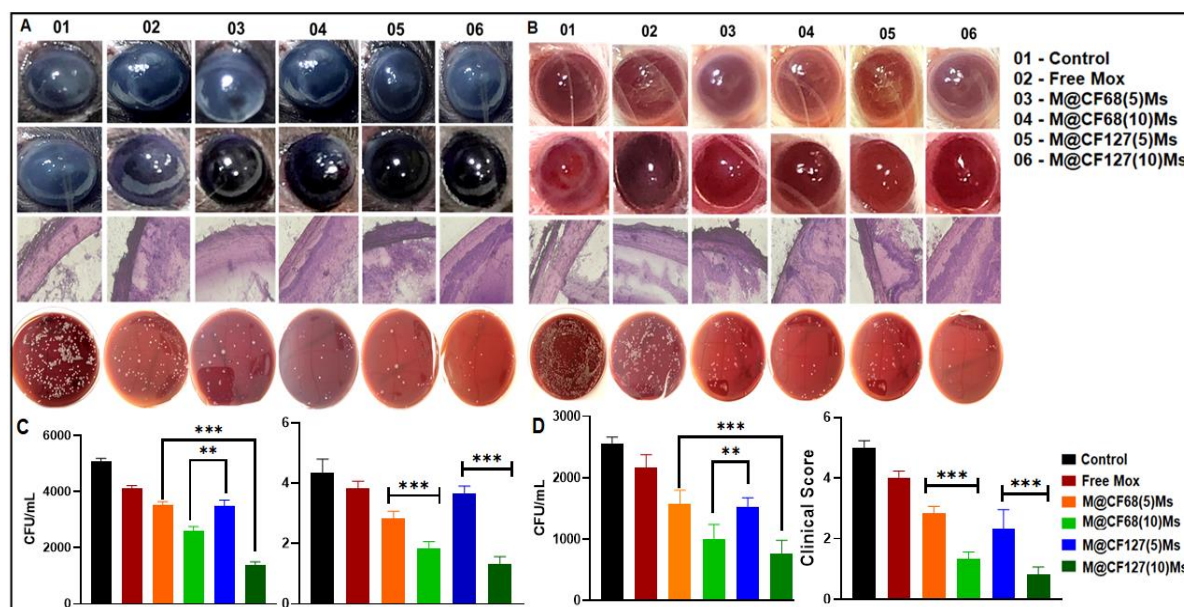 A
01 02 03 04 05 06
B
01 02 03 04 05 06
01 - Control
02 - Free Mox
03 - M@CF68(5)Ms
04 - M@CF68(10)Ms
05 - M@CF127(5)Ms
06 - M@CF127(10)Ms
C
CFU/mL
6000
4000
2000
0
***
**
6
4
2
0
***
***
D
CFU/mL
3000
2000
1000
0
***
**
Clinical Score
6
4
2
0
***
***
Control
Free Mox
M@CF68(5)Ms
M@CF68(10)Ms
M@CF127(5)Ms
M@CF127(10)Ms